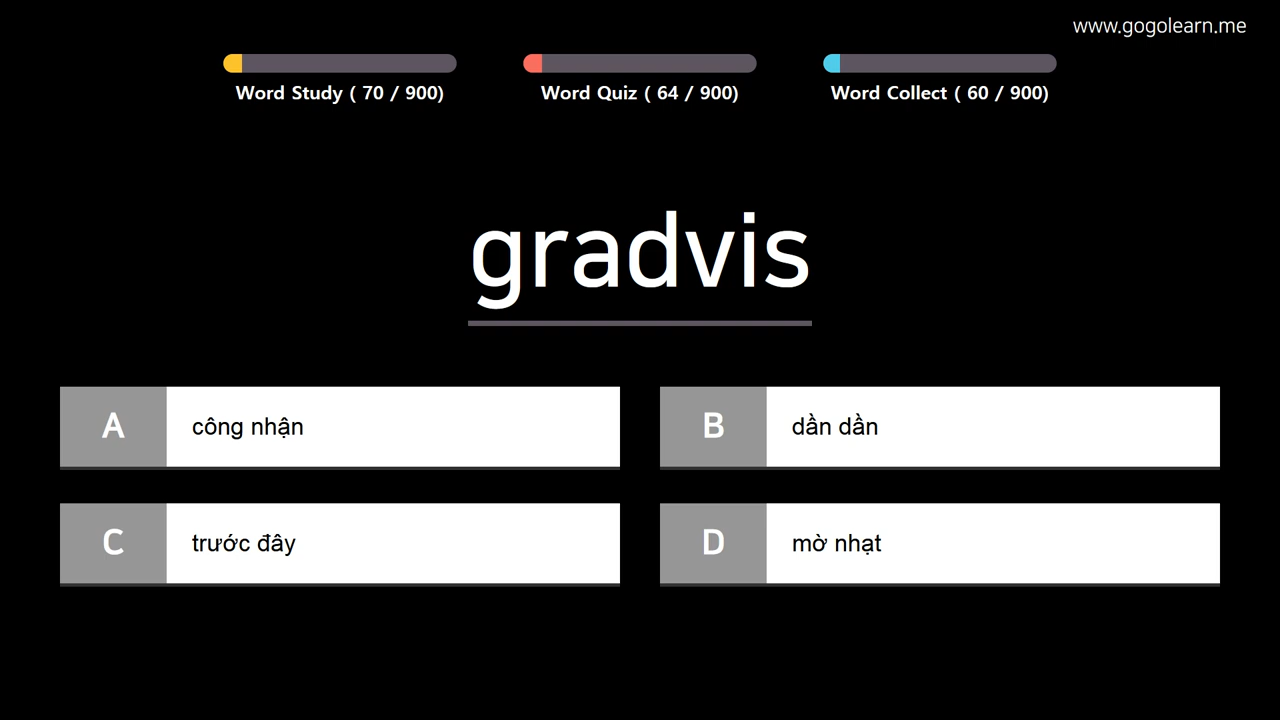 www.gogolearn.me
Word Study ( 70 / 900)
Word Quiz ( 64 / 900)
Word Collect ( 60 / 900)
gradvis
A công nhận
B dần dần
C trước đây
D mờ nhạt